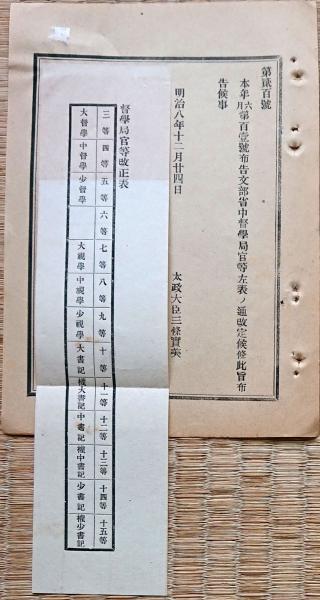 第貳百號
本年六月第百壹號布告文部省中督學局官等左表ノ通改定候條此旨布
告候事
明治八年十二月廿四日
太政大臣三條實美
督學局官等改正表
三等 四等 五等 六等 七等 八等 九等 十等 十一等 十二等 十三等 十四等 十五等
大督學 中督學 少督學 大視學 中視學 少視學 大書記 權大書記 中書記 權中書記 少書記 權少書記